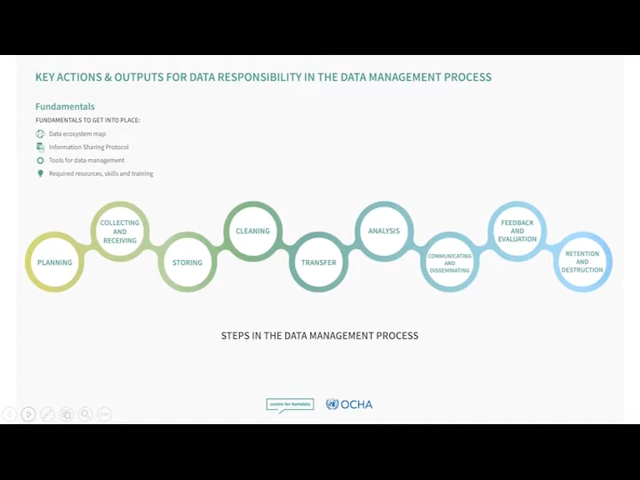 KEY ACTIONS & OUTPUTS FOR DATA RESPONSIBILITY IN THE DATA MANAGEMENT PROCESS
Fundamentals
FUNDAMENTALS TO GET INTO PLACE:
Data ecosystem map
Information Sharing Protocol
Tools for data management
Required resources, skills and training
PLANNING
COLLECTING
AND
RECEIVING
STORING
CLEANING
TRANSFER
ANALYSIS
COMMUNICATING
AND
DISSEMINATING
FEEDBACK
AND
EVALUATION
RETENTION
AND
DESTRUCTION
STEPS IN THE DATA MANAGEMENT PROCESS
centre for humdata
OCHA